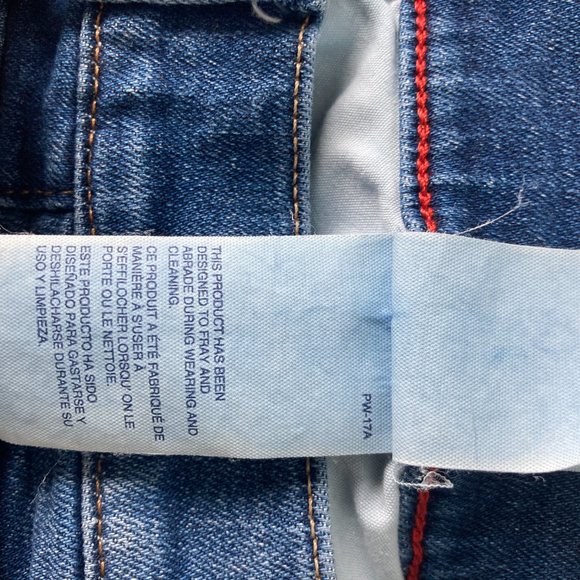 THIS PRODUCT HAS BEEN
DESIGNED TO FRAY AND
ABRADE DURING WEARING AND
CLEANING.
CE PRODUIT A ÉTÉ FABRIQUÉ DE
MANIÈRE À S'USER À
S'EFFILOCHER LORSQU' ON LE
PORTE OU LE NETTOIE.
ESTE PRODUCTO HA SIDO
DISEÑADO PARA GASTARSE Y
DESHILACHARSE DURANTE SU
USO Y LIMPIEZA.
PW-17A